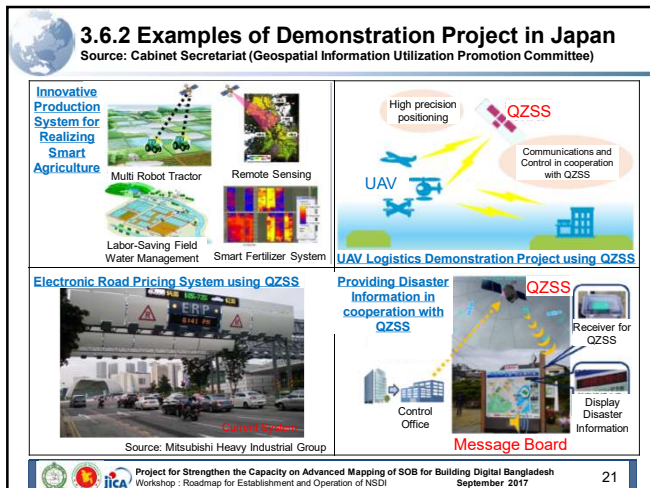 3.6.2 Examples of Demonstration Project in Japan
Source: Cabinet Secretariat (Geospatial Information Utilization Promotion Committee)
Innovative
Production
System for
Realizing
Smart
Agriculture
Multi Robot Tractor
Remote Sensing
Labor-Saving Field
Water Management
Smart Fertilizer System
High precision
positioning
QZSS
Communications and
Control in cooperation
with QZSS
UAV
UAV Logistics Demonstration Project using QZSS
Electronic Road Pricing System using QZSS
ERP
Current System
Source: Mitsubishi Heavy Industrial Group
Providing Disaster
Information in
cooperation with
QZSS
QZSS
Receiver for
QZSS
Control
Office
Display
Disaster
Information
Message Board
jICA
Project for Strengthen the Capacity on Advanced Mapping of SOB for Building Digital Bangladesh
Workshop : Roadmap for Establishment and Operation of NSDI September 2017
21